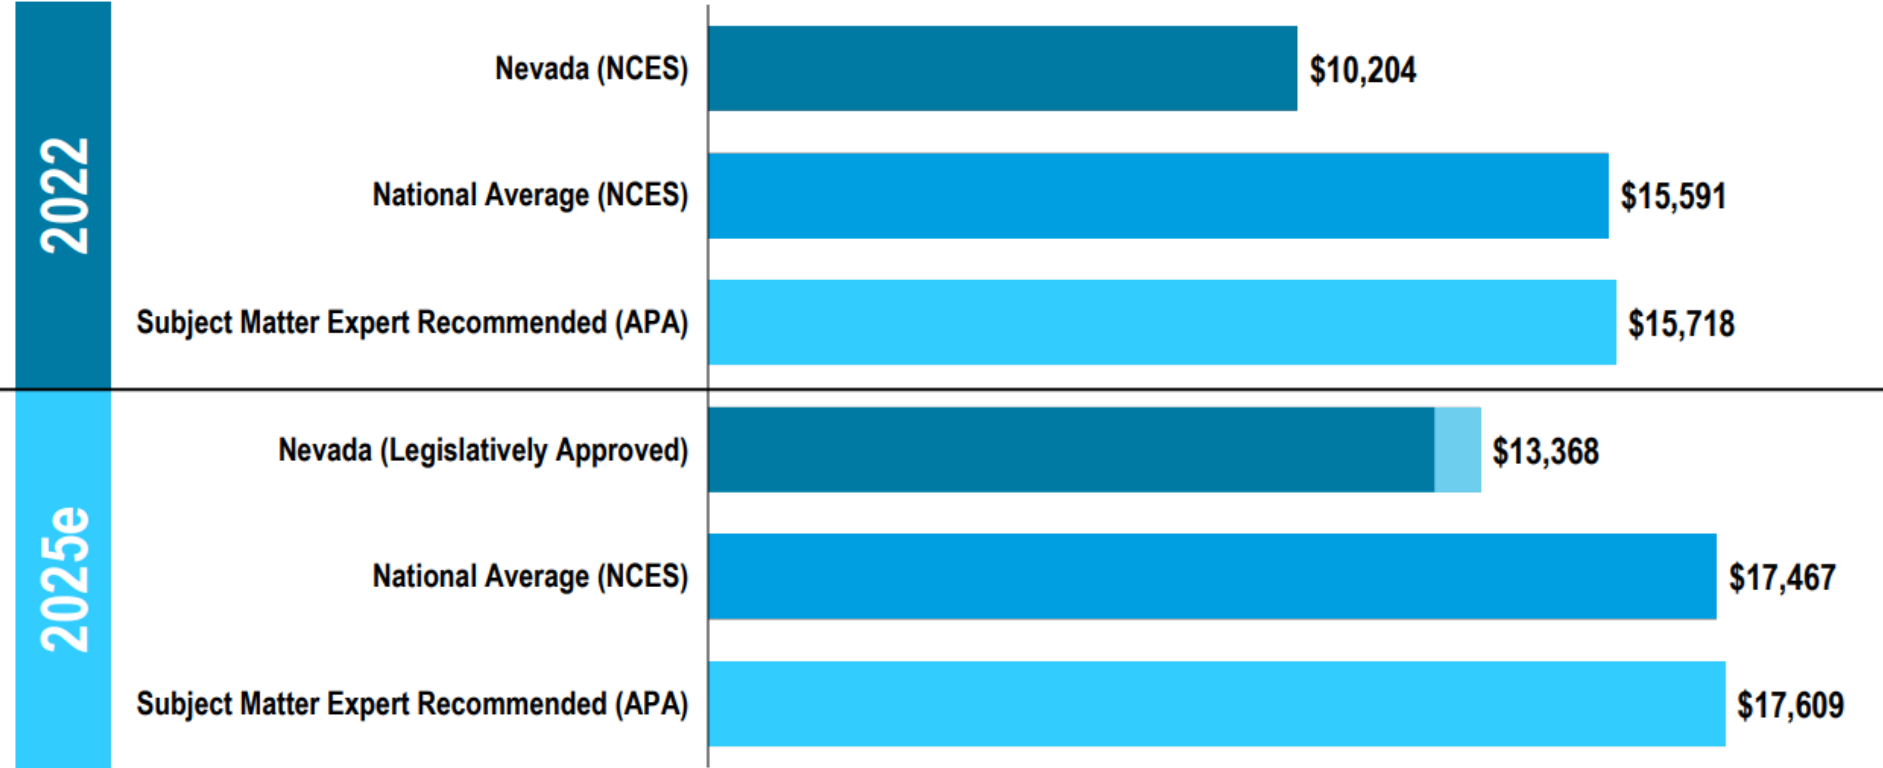 2022
Nevada (NCES)
$10,204
National Average (NCES)
$15,591
Subject Matter Expert Recommended (APA)
$15,718
2025e
Nevada (Legislatively Approved)
$13,368
National Average (NCES)
$17,467
Subject Matter Expert Recommended (APA)
$17,609